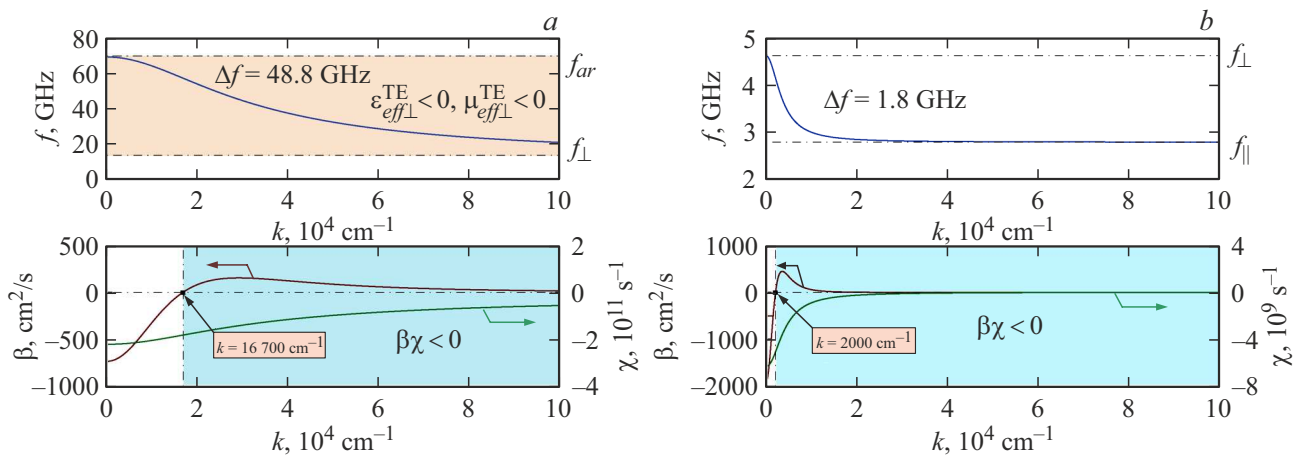 a
80
70
60
40
20
0
f, GHz
Δf = 48.8 GHz
ε^TE_eff⊥ < 0, μ^TE_eff⊥ < 0
f_ar
f_⊥
0 2 4 6 8 10
k, 10^4 cm^–1
500
0
–500
–1000
β, cm^2/s
k = 16 700 cm^–1
βχ < 0
2
0
–2
–4
χ, 10^11 s^–1
0 2 4 6 8 10
k, 10^4 cm^–1
b
5
4
3
2
f, GHz
Δf = 1.8 GHz
f_⊥
f_||
0 2 4 6 8 10
k, 10^4 cm^–1
1000
0
–1000
–2000
β, cm^2/s
k = 2000 cm^–1
βχ < 0
4
0
–4
–8
χ, 10^9 s^–1
0 2 4 6 8 10
k, 10^4 cm^–1